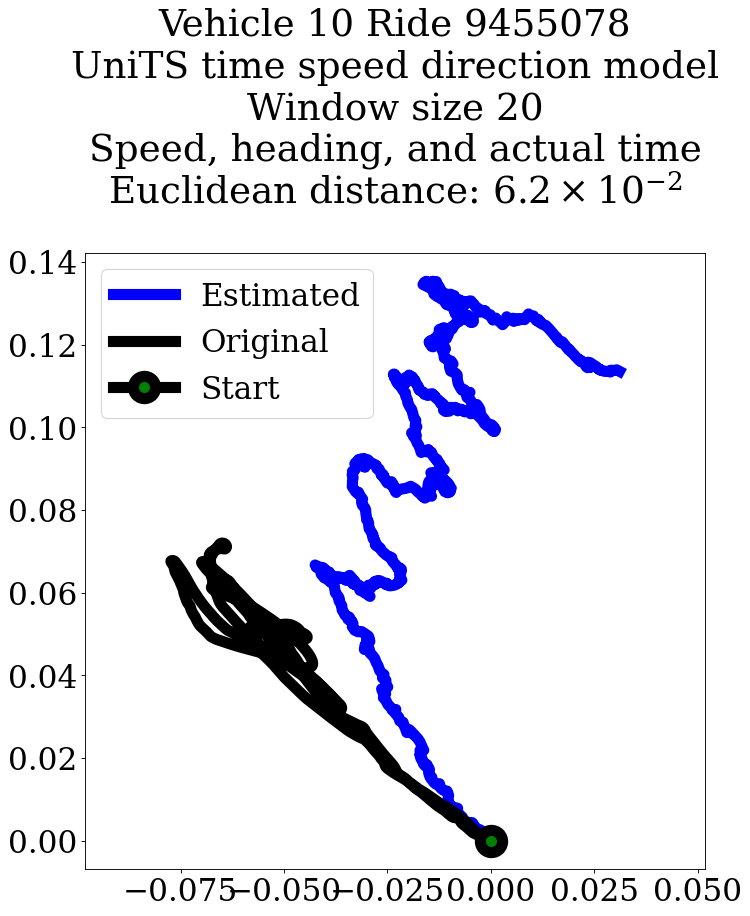 Vehicle 10 Ride 9455078
UniTS time speed direction model
Window size 20
Speed, heading, and actual time
Euclidean distance: 6.2 × 10⁻²
0.14
Estimated
0.12
Original
Start
0.10
0.08
0.06
0.04
0.02
0.00
−0.075 −0.050 −0.025 0.000 0.025 0.050